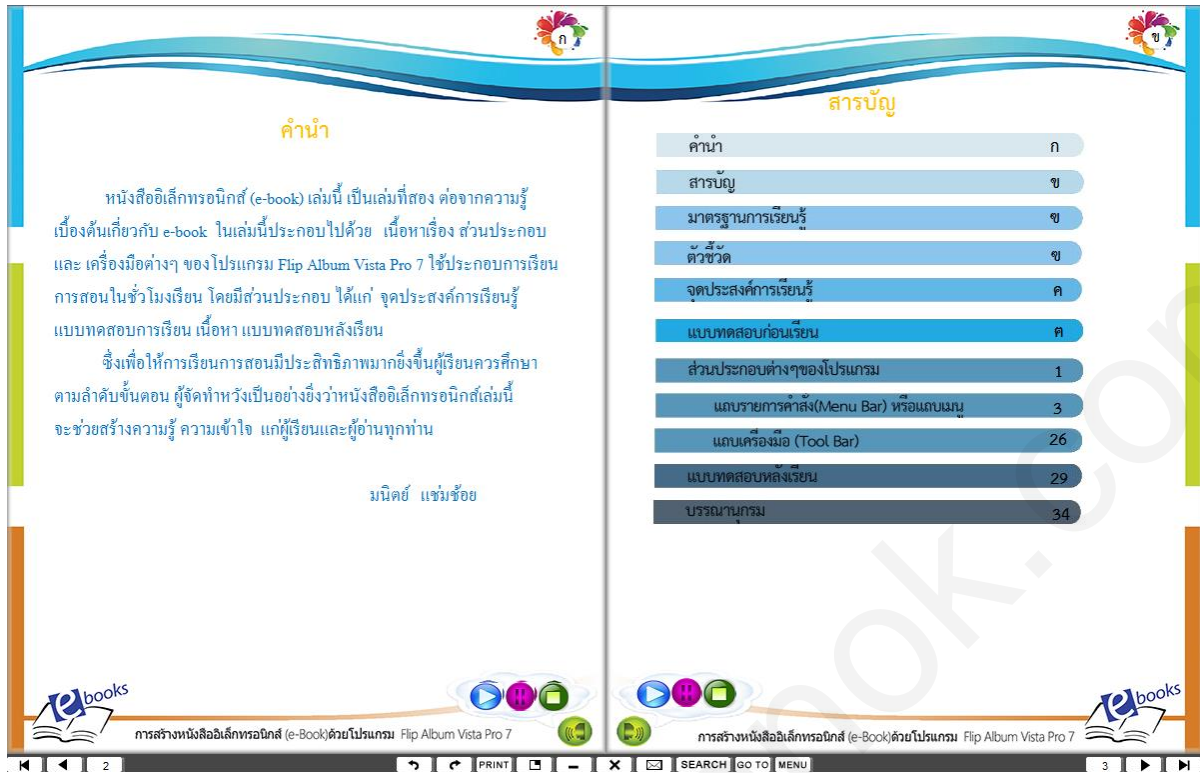 ก
คำนำ
หนังสืออิเล็กทรอนิกส์ (e-book) เล่มนี้ เป็นเล่มที่สอง ต่อจากความรู้
เบื้องต้นเกี่ยวกับ e-book ในเล่มนี้ประกอบไปด้วย เนื้อหาเรื่อง ส่วนประกอบ
และ เครื่องมือต่างๆ ของโปรแกรม Flip Album Vista Pro 7 ใช้ประกอบการเรียน
การสอนในชั่วโมงเรียน โดยมีส่วนประกอบ ได้แก่ จุดประสงค์การเรียนรู้
แบบทดสอบการเรียน เนื้อหา แบบทดสอบหลังเรียน
ซึ่งเพื่อให้การเรียนการสอนมีประสิทธิภาพมากยิ่งขึ้นผู้เรียนควรศึกษา
ตามลำดับขั้นตอน ผู้จัดทำหวังเป็นอย่างยิ่งว่าหนังสืออิเล็กทรอนิกส์เล่มนี้
จะช่วยสร้างความรู้ ความเข้าใจ แก่ผู้เรียนและผู้อ่านทุกท่าน
มนิตย์ แช่มช้อย
ebooks
การสร้างหนังสืออิเล็กทรอนิกส์ (e-Book)ด้วยโปรแกรม Flip Album Vista Pro 7
ข
สารบัญ
คำนำ ก
สารบัญ ข
มาตรฐานการเรียนรู้ ฃ
ตัวชี้วัด ฃ
จุดประสงค์การเรียนรู้ ค
แบบทดสอบก่อนเรียน ฅ
ส่วนประกอบต่างๆของโปรแกรม 1
แถบรายการคำสั่ง(Menu Bar) หรือแถบเมนู 3
แถบเครื่องมือ (Tool Bar) 26
แบบทดสอบหลังเรียน 29
บรรณานุกรม 34
ebooks
การสร้างหนังสืออิเล็กทรอนิกส์ (e-Book)ด้วยโปรแกรม Flip Album Vista Pro 7
2 PRINT SEARCH GO TO MENU 3